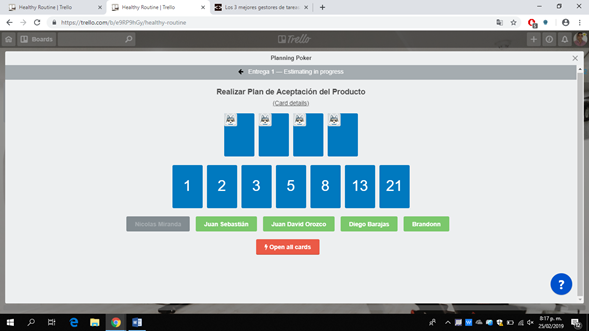 Healthy Routine | Trello
Healthy Routine | Trello
Los 3 mejores gestores de tareas
https://trello.com/b/e9RP9hGy/healthy-routine
Boards
Trello
Planning Poker
Entrega 1 — Estimating in progress
Realizar Plan de Aceptación del Producto
(Card details)
1 2 3 5 8 13 21
Nicolas Miranda Juan Sebastián Juan David Orozco Diego Barajas Brandonn
Open all cards
?
8:17 p. m.
25/02/2019